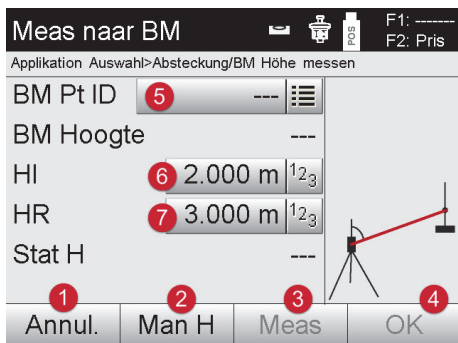 Meas naar BM POS F1: -------
F2: Pris
Applikation Auswahl>Absteckung/BM Höhe messen
BM Pt ID 5 ---
BM Hoogte ---
HI 6 2.000 m 123
HR 7 3.000 m 123
Stat H ---
1 2 3 4
Annul. Man H Meas OK